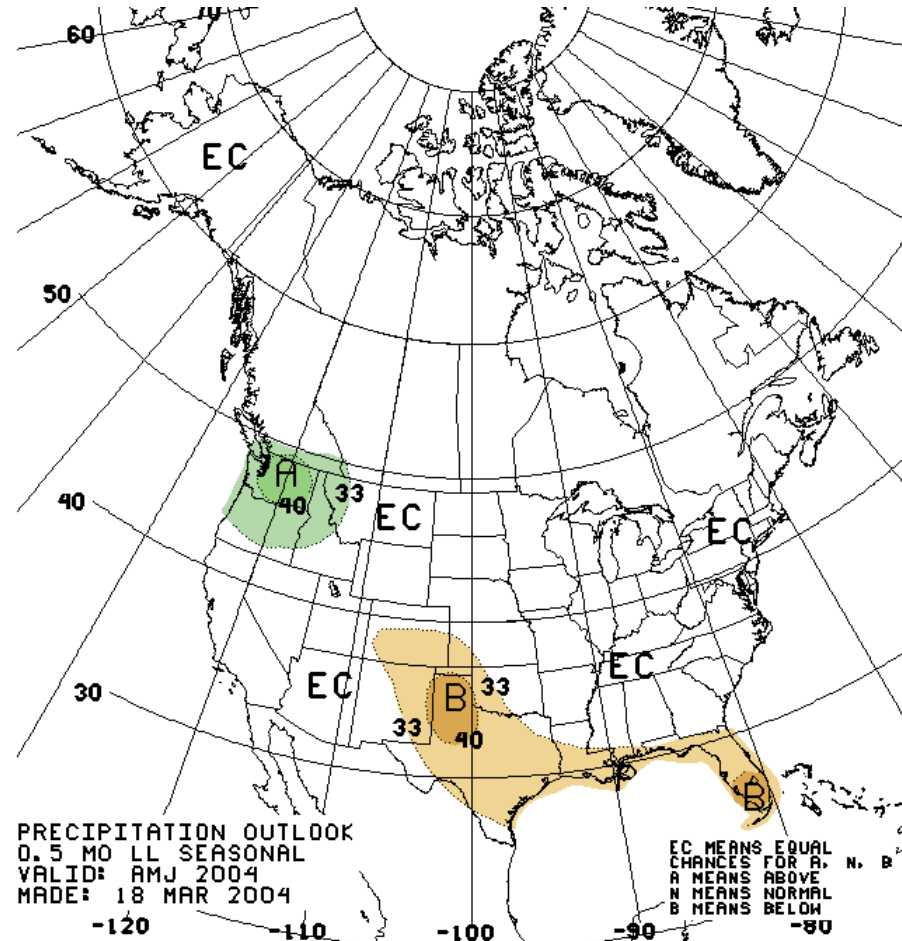 70
60
EC
50
A
40
33
EC
40
EC
EC
EC
B
33
33
40
30
B
PRECIPITATION OUTLOOK
0.5 MO LL SEASONAL
VALID: AMJ 2004
MADE: 18 MAR 2004
EC MEANS EQUAL
CHANCES FOR A, N, B
A MEANS ABOVE
N MEANS NORMAL
B MEANS BELOW
-120
-110
-100
-90
-80